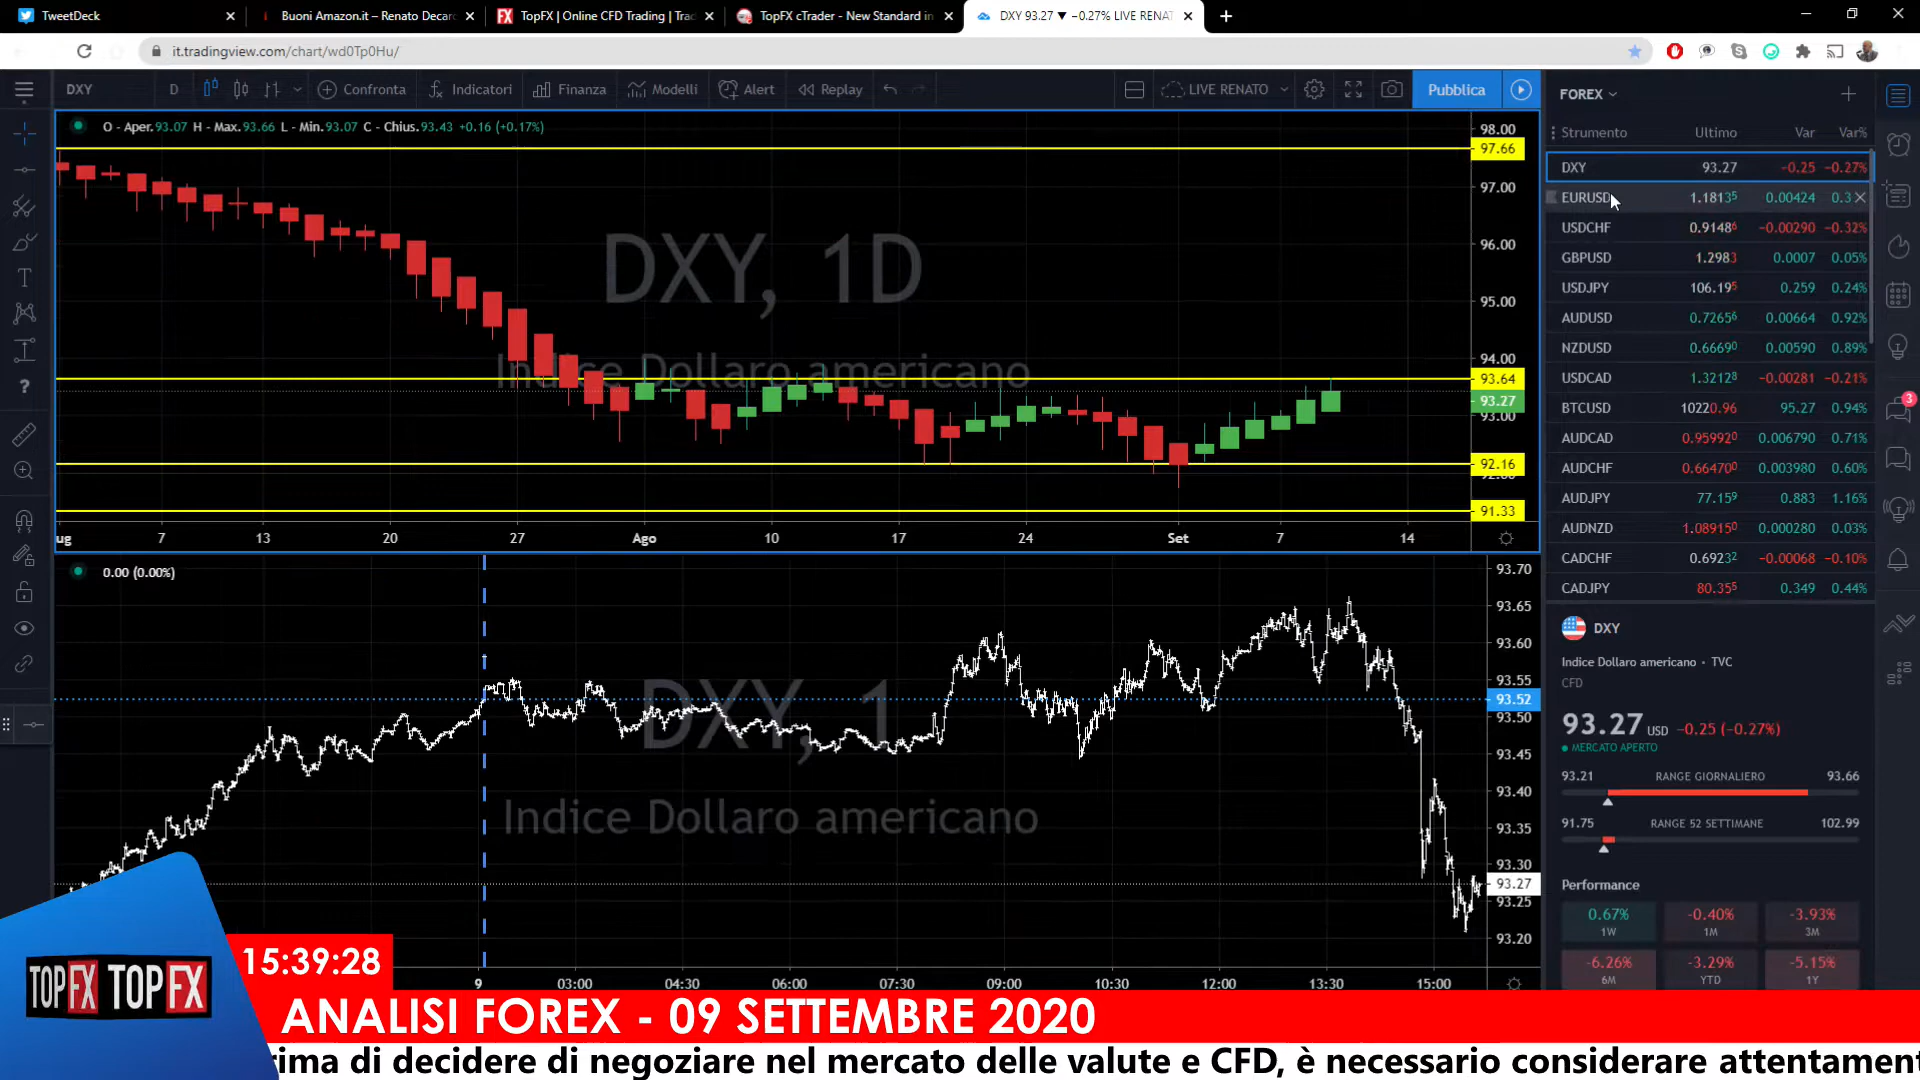 TweetDeck
Buoni Amazon.it – Renato Decar
TopFX | Online CFD Trading | Tra
TopFX cTrader - New Standard in
DXY 93.27 ▼ −0.27% LIVE RENAT
it.tradingview.com/chart/wd0Tp0Hu/
DXY D Confronta Indicatori Finanza Modelli Alert Replay LIVE RENATO Pubblica
O - Aper.93.07 H - Max.93.66 L - Min.93.07 C - Chius.93.43 +0.16 (+0.17%)
DXY, 1D
Indice Dollaro americano
98.00
97.66
97.00
96.00
95.00
94.00
93.64
93.27
93.00
92.16
91.33
ug 7 13 20 27 Ago 10 17 24 Set 7 14
0.00 (0.00%)
DXY, 1
Indice Dollaro americano
93.70
93.65
93.60
93.55
93.52
93.50
93.45
93.40
93.35
93.30
93.27
93.25
93.20
9 03:00 04:30 06:00 07:30 09:00 10:30 12:00 13:30 15:00
FOREX
Strumento Ultimo Var Var%
DXY 93.27 −0.25 −0.27%
EURUSD 1.18135 0.00424 0.3
USDCHF 0.91486 −0.00290 −0.32%
GBPUSD 1.2983 0.0007 0.05%
USDJPY 106.195 0.259 0.24%
AUDUSD 0.72656 0.00664 0.92%
NZDUSD 0.66690 0.00590 0.89%
USDCAD 1.32128 −0.00281 −0.21%
BTCUSD 10220.96 95.27 0.94%
AUDCAD 0.959920 0.006790 0.71%
AUDCHF 0.664700 0.003980 0.60%
AUDJPY 77.159 0.883 1.16%
AUDNZD 1.089150 0.000280 0.03%
CADCHF 0.69232 −0.00068 −0.10%
CADJPY 80.355 0.349 0.44%
3
DXY
Indice Dollaro americano • TVC
CFD
93.27 USD −0.25 (−0.27%)
MERCATO APERTO
93.21 RANGE GIORNALIERO 93.66
91.75 RANGE 52 SETTIMANE 102.99
Performance
0.67% −0.40% −3.93%
1W 1M 3M
−6.26% −3.29% −5.15%
6M YTD 1Y
TOPFX TOPFX
15:39:28
ANALISI FOREX - 09 SETTEMBRE 2020
rima di decidere di negoziare nel mercato delle valute e CFD, è necessario considerare attentamen